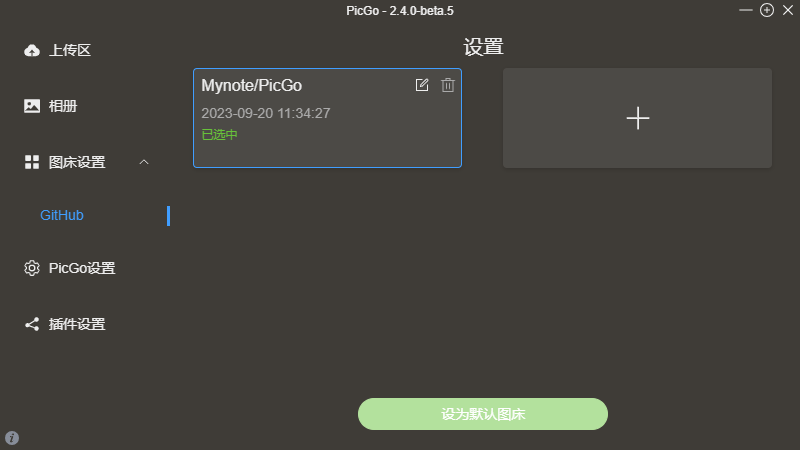 PicGo - 2.4.0-beta.5
上传区
相册
图床设置
GitHub
PicGo设置
插件设置
设置
Mynote/PicGo
2023-09-20 11:34:27
已选中
设为默认图床